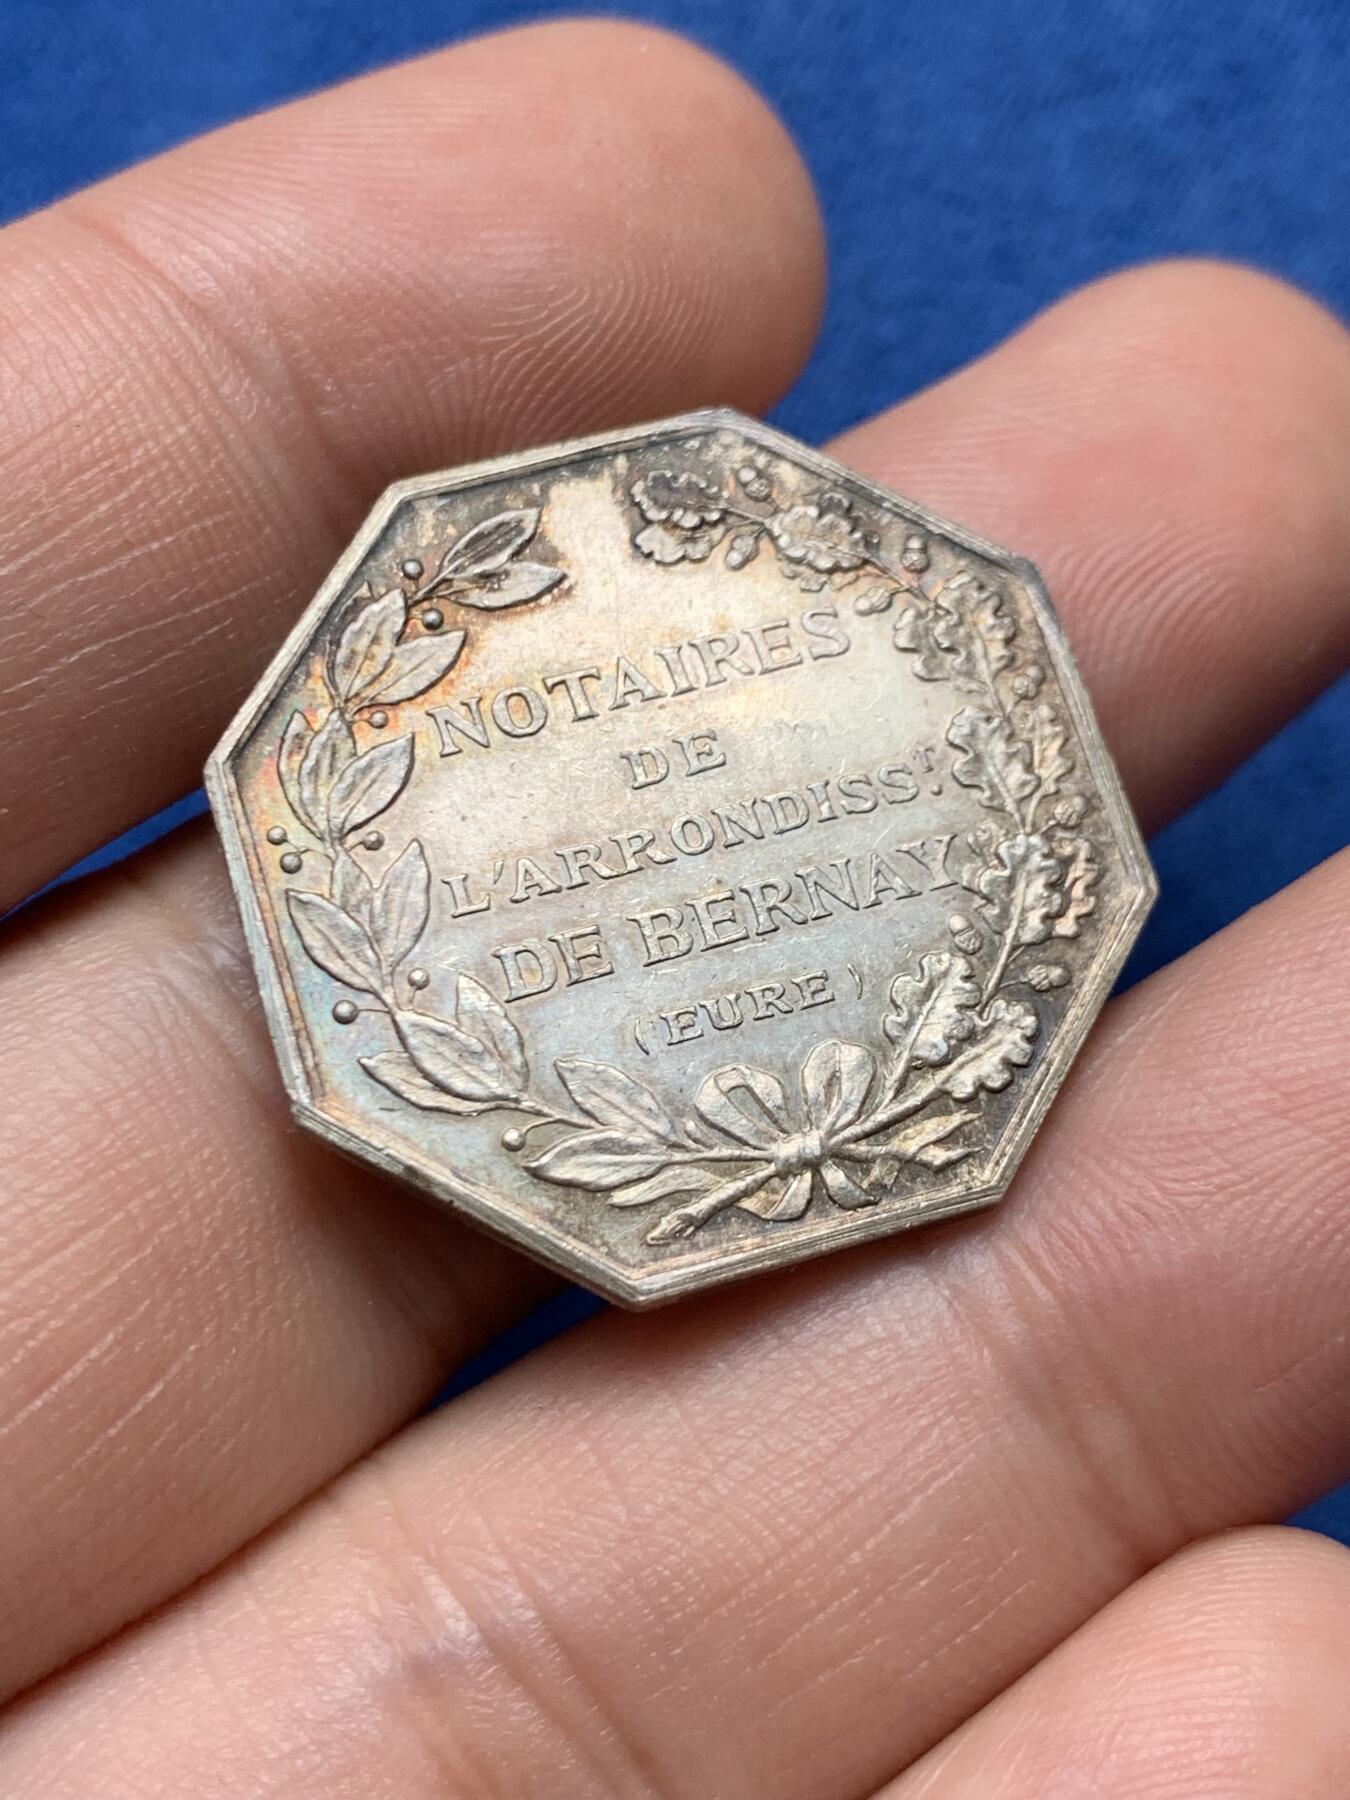 NOTAIRES
DE
L'ARRONDISS.T
DE BERNAY
(EURE)